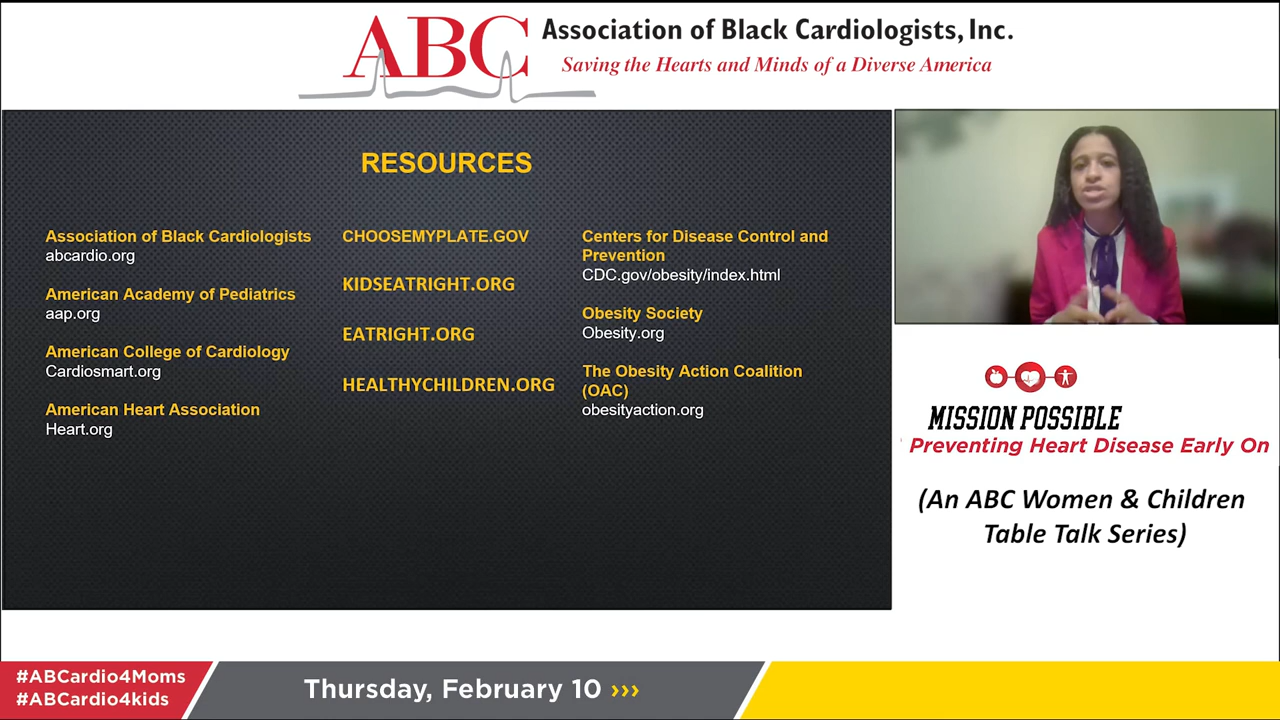 ABC
Association of Black Cardiologists, Inc.
Saving the Hearts and Minds of a Diverse America
RESOURCES
Association of Black Cardiologists
abcardio.org
American Academy of Pediatrics
aap.org
American College of Cardiology
Cardiosmart.org
American Heart Association
Heart.org
CHOOSEMYPLATE.GOV
KIDSEATRIGHT.ORG
EATRIGHT.ORG
HEALTHYCHILDREN.ORG
Centers for Disease Control and
Prevention
CDC.gov/obesity/index.html
Obesity Society
Obesity.org
The Obesity Action Coalition
(OAC)
obesityaction.org
MISSION POSSIBLE
Preventing Heart Disease Early On
(An ABC Women & Children
Table Talk Series)
#ABCardio4Moms
#ABCardio4kids
Thursday, February 10 ›››